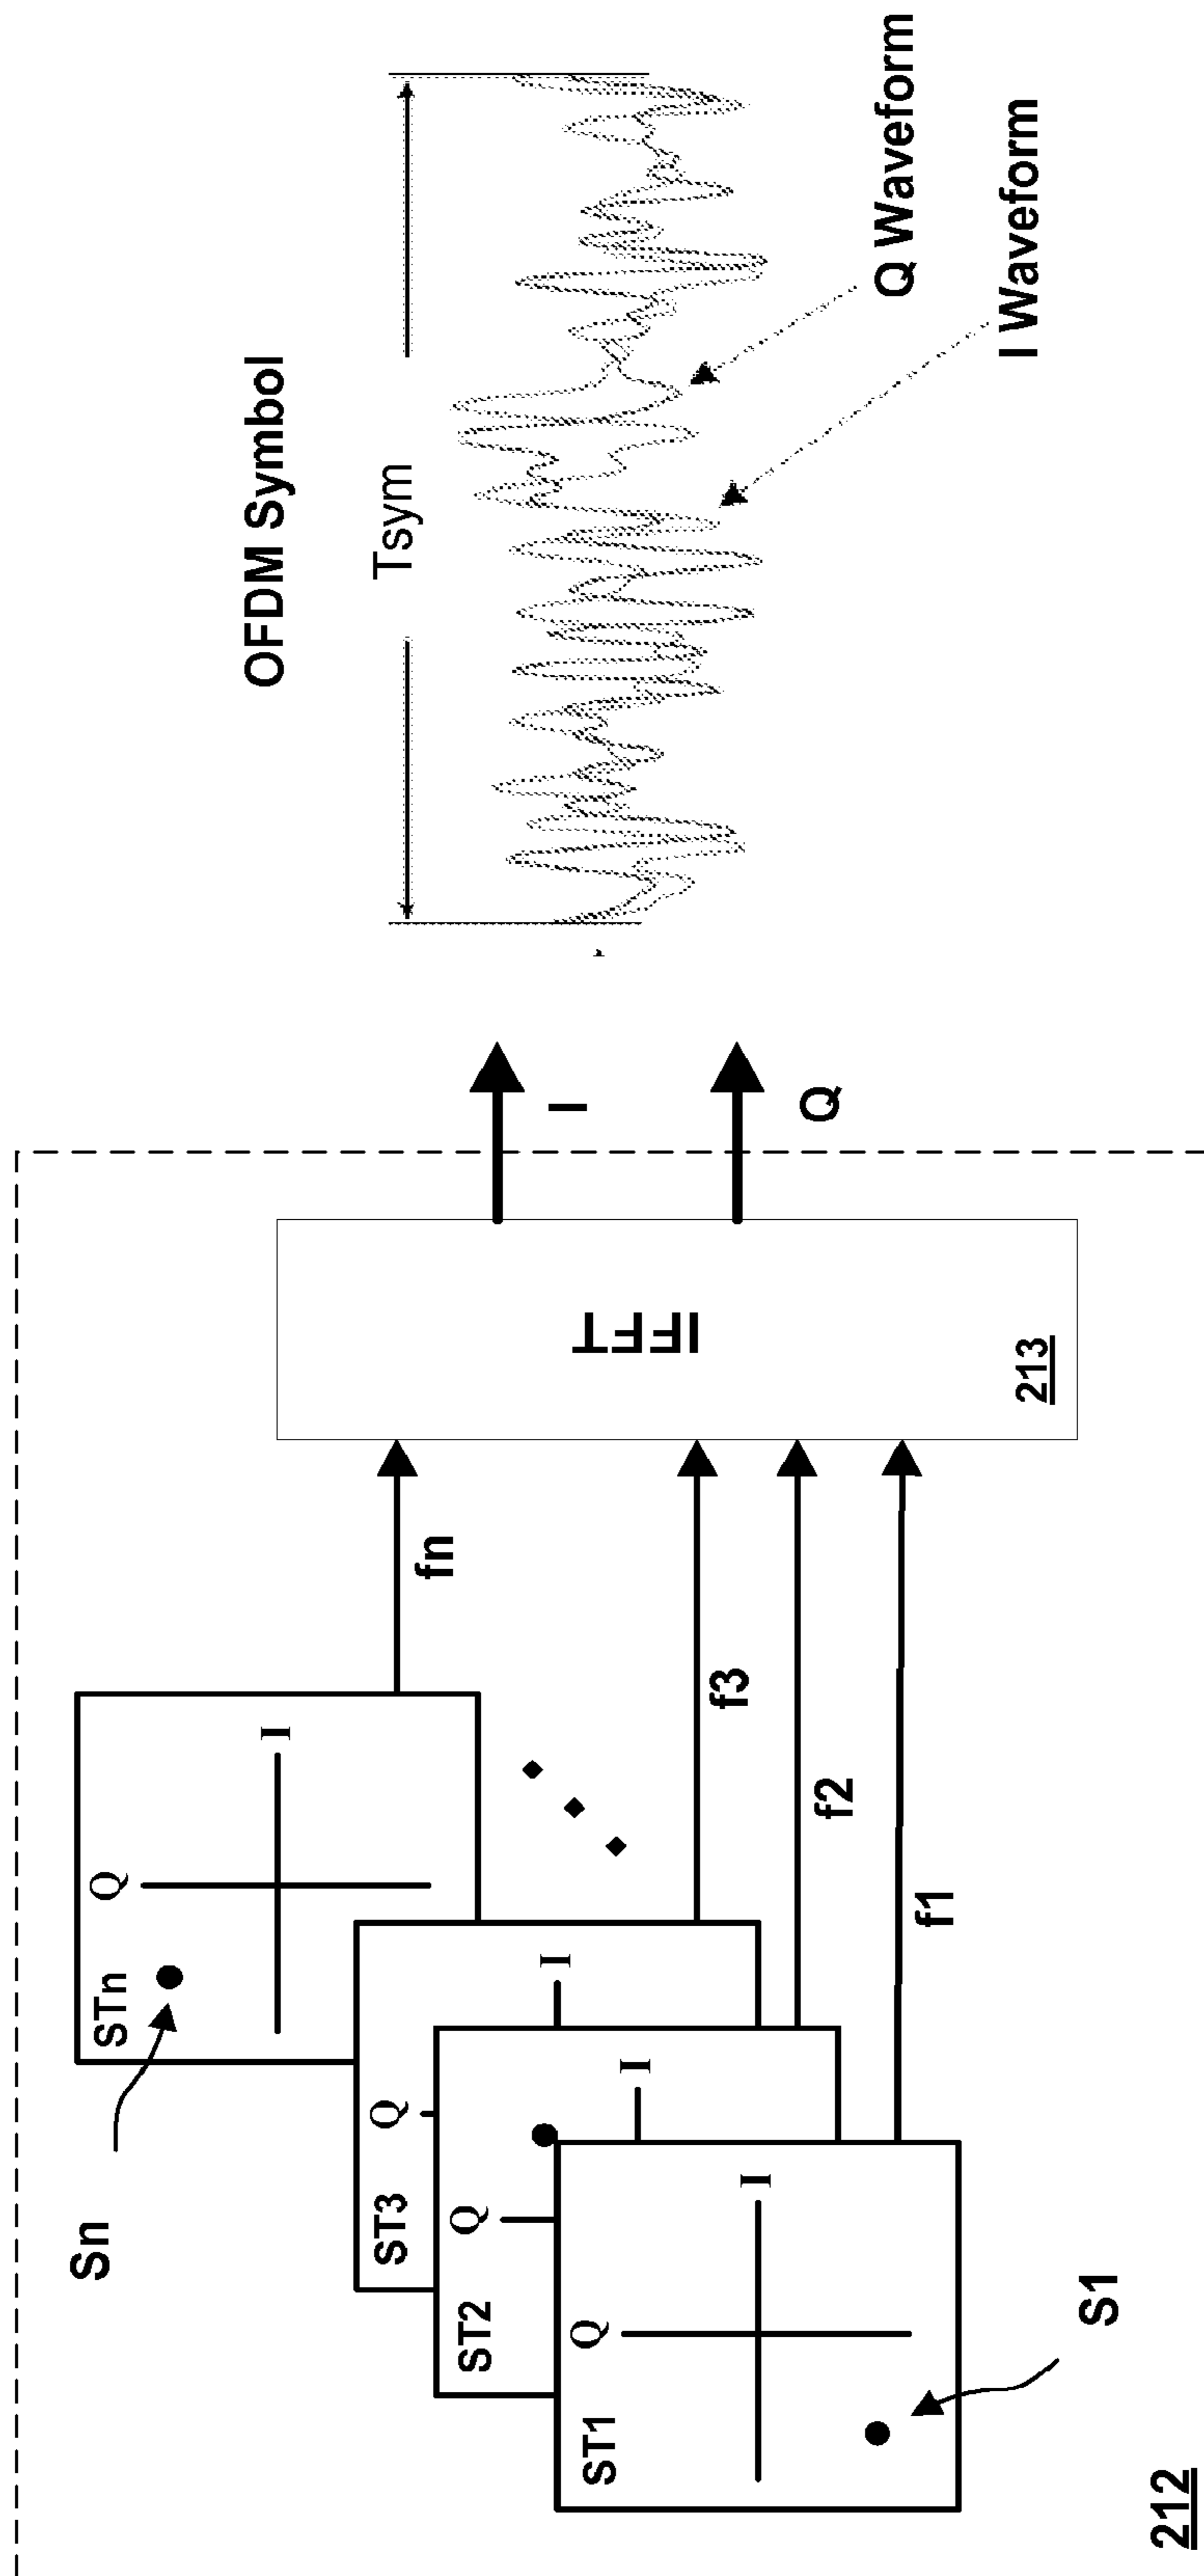 OFDM Symbol
Tsym
Q Waveform
I Waveform
Sn
STn
Q
I
ST3
Q
I
ST2
Q
I
ST1
Q
I
S1
fn
f3
f2
f1
IFFT
213
I
Q
212